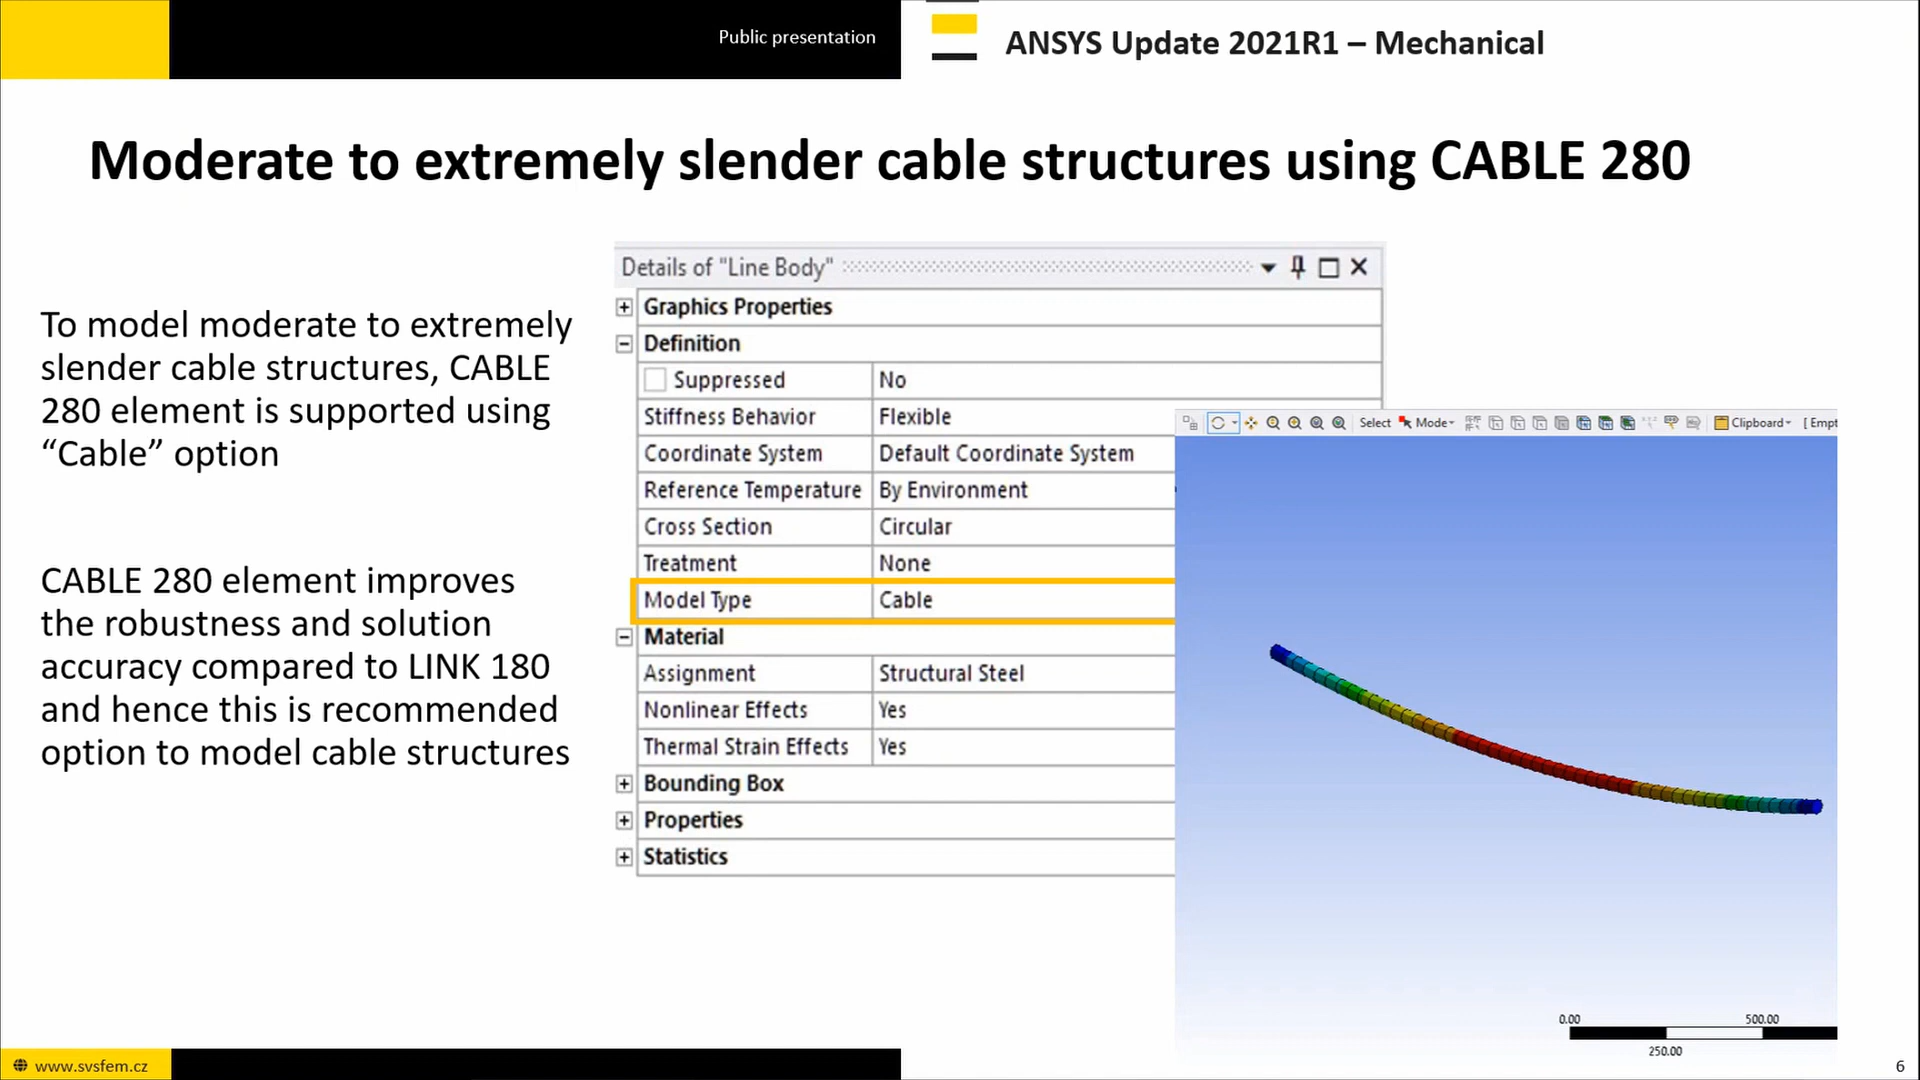 Public presentation
ANSYS Update 2021R1 – Mechanical
Moderate to extremely slender cable structures using CABLE 280
To model moderate to extremely
slender cable structures, CABLE
280 element is supported using
“Cable” option
CABLE 280 element improves
the robustness and solution
accuracy compared to LINK 180
and hence this is recommended
option to model cable structures
Details of "Line Body"
Graphics Properties
Definition
Suppressed No
Stiffness Behavior Flexible
Coordinate System Default Coordinate System
Reference Temperature By Environment
Cross Section Circular
Treatment None
Model Type Cable
Material
Assignment Structural Steel
Nonlinear Effects Yes
Thermal Strain Effects Yes
Bounding Box
Properties
Statistics
Select Mode Clipboard [ Empt
0.00 500.00
250.00
www.svsfem.cz
6